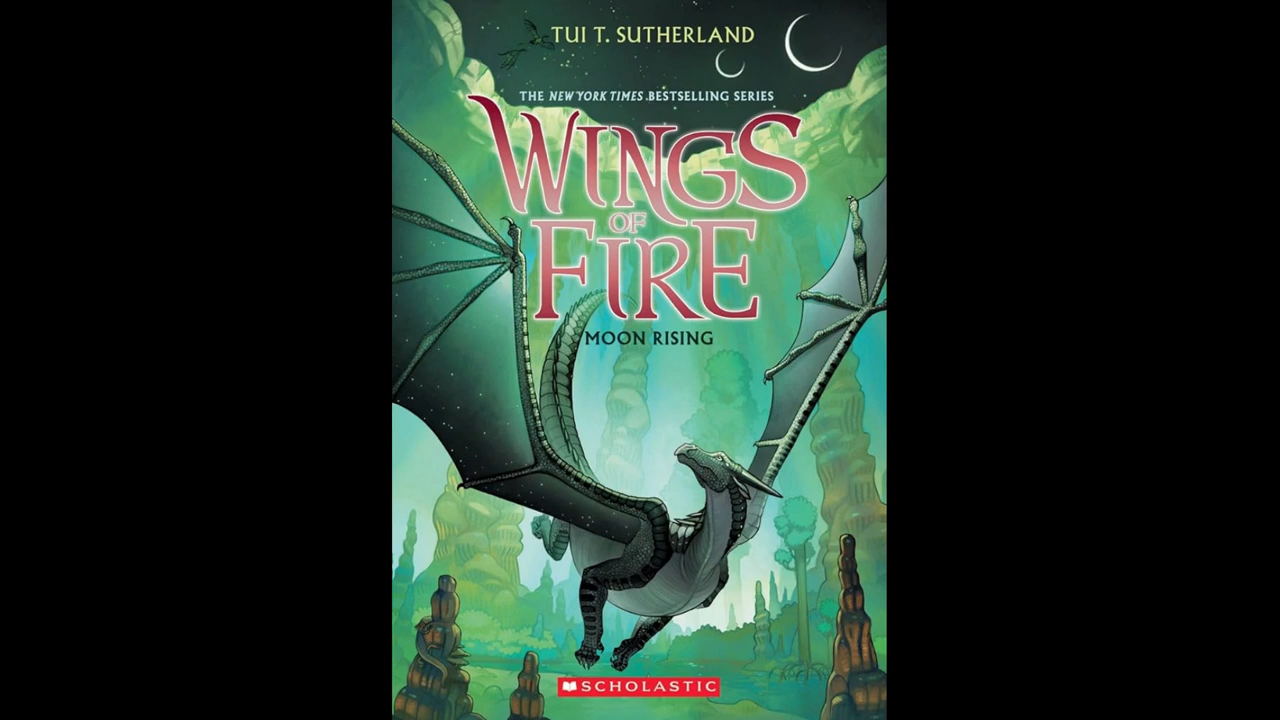 TUI T. SUTHERLAND
THE NEW YORK TIMES BESTSELLING SERIES
WINGS
OF
FIRE
MOON RISING
SCHOLASTIC